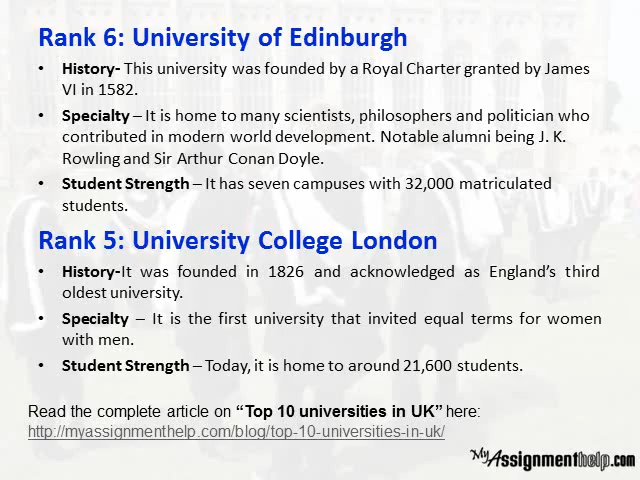 Rank 6: University of Edinburgh
• History- This university was founded by a Royal Charter granted by James
VI in 1582.
• Specialty – It is home to many scientists, philosophers and politician who
contributed in modern world development. Notable alumni being J. K.
Rowling and Sir Arthur Conan Doyle.
• Student Strength – It has seven campuses with 32,000 matriculated
students.
Rank 5: University College London
• History-It was founded in 1826 and acknowledged as England’s third
oldest university.
• Specialty – It is the first university that invited equal terms for women
with men.
• Student Strength – Today, it is home to around 21,600 students.
Read the complete article on “Top 10 universities in UK” here:
http://myassignmenthelp.com/blog/top-10-universities-in-uk/
MyAssignmenthelp.com